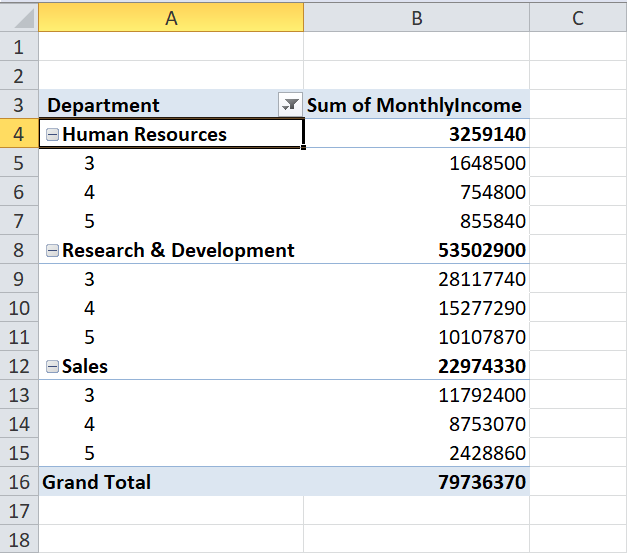 A B C
1
2
3 Department Sum of MonthlyIncome
4 Human Resources 3259140
5 3 1648500
6 4 754800
7 5 855840
8 Research & Development 53502900
9 3 28117740
10 4 15277290
11 5 10107870
12 Sales 22974330
13 3 11792400
14 4 8753070
15 5 2428860
16 Grand Total 79736370
17
18